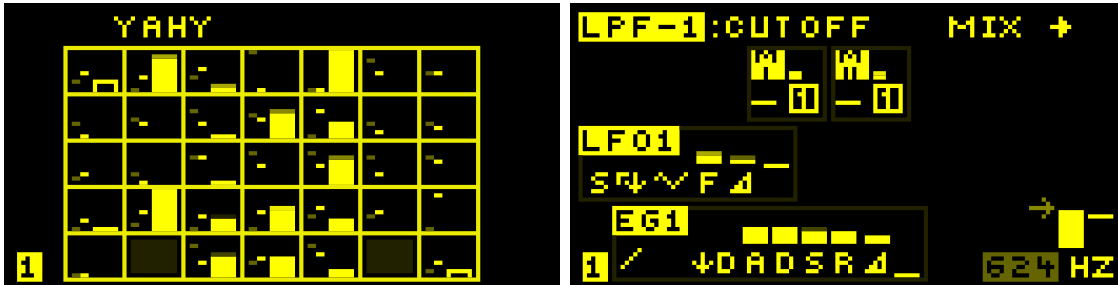 YAHY
1
LPF-1:CUTOFF MIX →
LFO1
S F
EG1
1 ↓DADSR
624 HZ